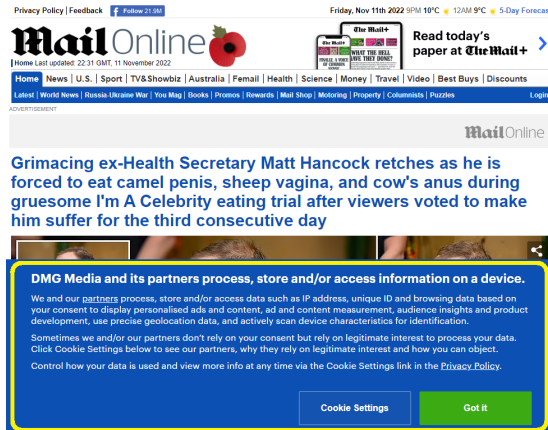 Privacy Policy | Feedback Follow 21.9M Friday, Nov 11th 2022 9PM 10°C 12AM 9°C 5-Day Forecast
Mail Online
The Mail+
Read today's
paper at The Mail+
Home Last updated: 22:31 GMT, 11 November 2022
Home News | U.S. | Sport | TV&Showbiz | Australia | Femail | Health | Science | Money | Travel | Video | Best Buys | Discounts
Latest | World News | Russia-Ukraine War | You Mag | Books | Promos | Rewards | Mail Shop | Motoring | Property | Columnists | Puzzles Login
ADVERTISEMENT
Mail Online
Grimacing ex-Health Secretary Matt Hancock retches as he is
forced to eat camel penis, sheep vagina, and cow's anus during
gruesome I'm A Celebrity eating trial after viewers voted to make
him suffer for the third consecutive day
DMG Media and its partners process, store and/or access information on a device.
We and our partners process, store and/or access data such as IP address, unique ID and browsing data based on
your consent to display personalised ads and content, ad and content measurement, audience insights and product
development, use precise geolocation data, and actively scan device characteristics for identification.
Sometimes we and/or our partners don't rely on your consent but rely on legitimate interest to process your data.
Click Cookie Settings below to see our partners, why they rely on legitimate interest and how you can object.
Control how your data is used and view more info at any time via the Cookie Settings link in the Privacy Policy.
Cookie Settings Got it